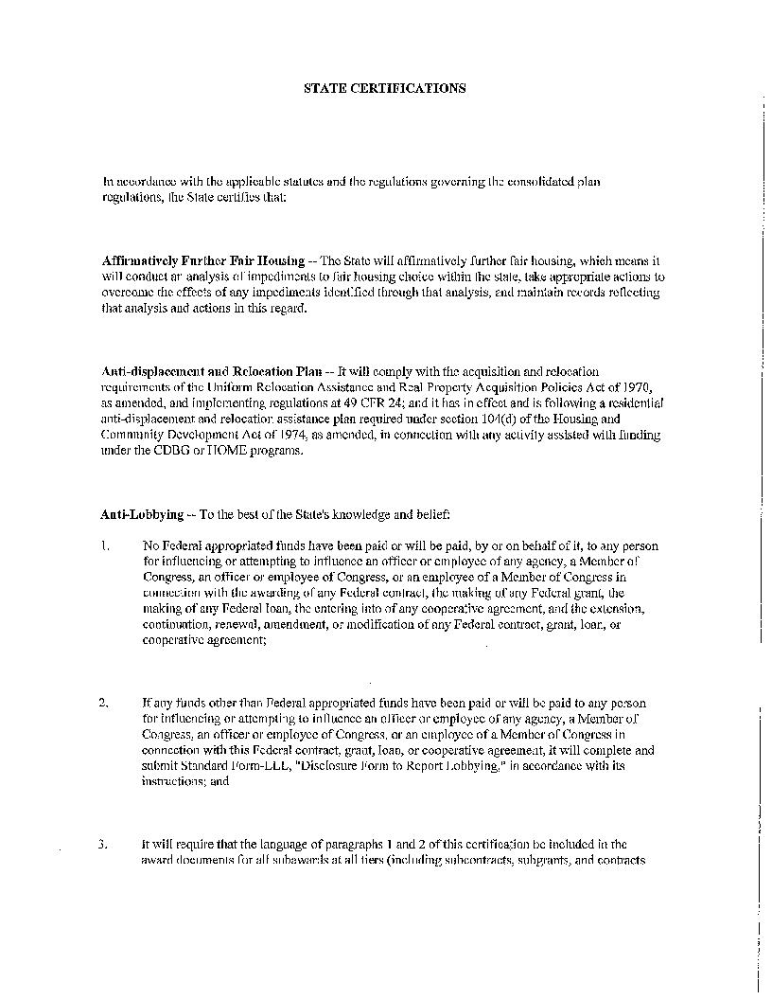 STATE CERTIFICATIONS
In accordance with the applicable statutes and the regulations governing the consolidated plan
regulations, the State certifies that:
Affirmatively Further Fair Housing -- The State will affirmatively further fair housing, which means it
will conduct an analysis of impediments to fair housing choice within the state, take appropriate actions to
overcome the effects of any impediments identified through that analysis, and maintain records reflecting
that analysis and actions in this regard.
Anti-displacement and Relocation Plan -- It will comply with the acquisition and relocation
requirements of the Uniform Relocation Assistance and Real Property Acquisition Policies Act of 1970,
as amended, and implementing regulations at 49 CFR 24; and it has in effect and is following a residential
anti-displacement and relocation assistance plan required under section 104(d) of the Housing and
Community Development Act of 1974, as amended, in connection with any activity assisted with funding
under the CDBG or HOME programs.
Anti-Lobbying -- To the best of the State's knowledge and belief:
1. No Federal appropriated funds have been paid or will be paid, by or on behalf of it, to any person
for influencing or attempting to influence an officer or employee of any agency, a Member of
Congress, an officer or employee of Congress, or an employee of a Member of Congress in
connection with the awarding of any Federal contract, the making of any Federal grant, the
making of any Federal loan, the entering into of any cooperative agreement, and the extension,
continuation, renewal, amendment, or modification of any Federal contract, grant, loan, or
cooperative agreement;
2. If any funds other than Federal appropriated funds have been paid or will be paid to any person
for influencing or attempting to influence an officer or employee of any agency, a Member of
Congress, an officer or employee of Congress, or an employee of a Member of Congress in
connection with this Federal contract, grant, loan, or cooperative agreement, it will complete and
submit Standard Form-LLL, "Disclosure Form to Report Lobbying," in accordance with its
instructions; and
3. It will require that the language of paragraphs 1 and 2 of this certification be included in the
award documents for all subawards at all tiers (including subcontracts, subgrants, and contracts